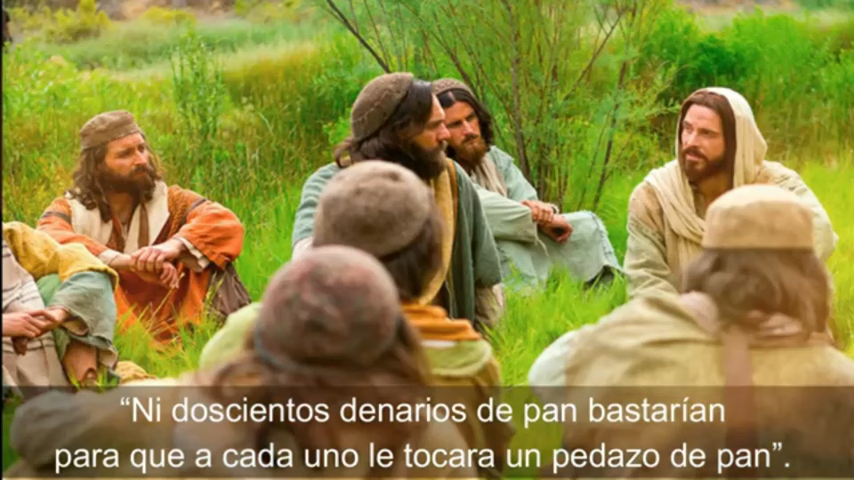 “Ni doscientos denarios de pan bastarían
para que a cada uno le tocara un pedazo de pan”.